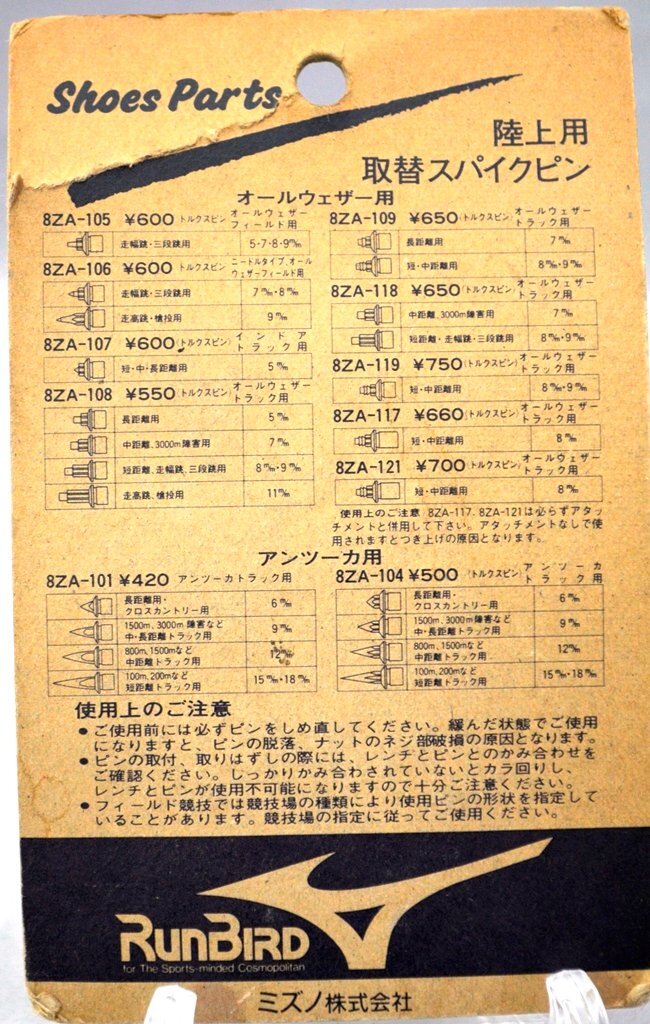 Shoes Parts
陸上用
取替スパイクピン
オールウェザー用
8ZA-105 ¥600 トルクスピン オールウェザーフィールド用
走幅跳・三段跳用 5・7・8・9㎜
8ZA-106 ¥600 トルクスピン ニードルタイプ、オールウェザーフィールド用
走幅跳・三段跳用 7㎜・8㎜
走高跳・槍投用 9㎜
8ZA-107 ¥600 (トルクスピン) インドアトラック用
短・中・長距離用 5㎜
8ZA-108 ¥550 (トルクスピン) オールウェザートラック用
長距離用 5㎜
中距離、3000m障害用 7㎜
短距離、走幅跳、三段跳用 8㎜・9㎜
走高跳、槍投用 11㎜
8ZA-109 ¥650 (トルクスピン) オールウェザートラック用
長距離用 7㎜
短・中距離用 8㎜・9㎜
8ZA-118 ¥650 (トルクスピン) オールウェザートラック用
中距離、3000m障害用 7㎜
短距離・走幅跳・三段跳用 8㎜・9㎜
8ZA-119 ¥750 (トルクスピン) オールウェザートラック用
短・中距離用 8㎜・9㎜
8ZA-117 ¥660 (トルクスピン) オールウェザートラック用
短・中距離用 8㎜
8ZA-121 ¥700 (トルクスピン) オールウェザートラック用
短・中距離用 8㎜
使用上のご注意 8ZA-117. 8ZA-121は必らずアタッ
チメントと併用して下さい。アタッチメントなしで使
用されますとつき上げの原因となります。
アンツーカ用
8ZA-101 ¥420 アンツーカトラック用
長距離用・クロスカントリー用 6㎜
1500m、3000m障害など中・長距離トラック用 9㎜
800m、1500mなど中距離トラック用 12㎜
100m、200mなど短距離トラック用 15㎜・18㎜
8ZA-104 ¥500 (トルクスピン) アンツーカトラック用
長距離用・クロスカントリー用 6㎜
1500m、3000m障害など中・長距離トラック用 9㎜
800m、1500mなど中距離トラック用 12㎜
100m、200mなど短距離トラック用 15㎜・18㎜
使用上のご注意
●ご使用前には必ずピンをしめ直してください。緩んだ状態でご使用
になりますと、ピンの脱落、ナットのネジ部破損の原因となります。
●ピンの取付、取りはずしの際には、レンチとピンとのかみ合わせを
ご確認ください。しっかりかみ合わされていないとカラ回りし、
レンチとピンが使用不可能になりますので十分ご注意ください。
●フィールド競技では競技場の種類により使用ピンの形状を指定して
いることがあります。競技場の指定に従ってご使用ください。
RUNBIRD
for The Sports-minded Cosmopolitan
ミズノ株式会社